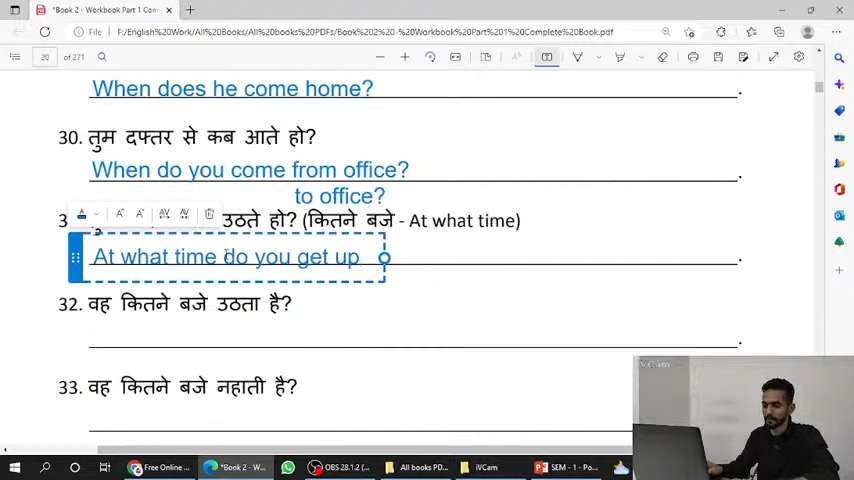 *Book 2 - Workbook Part 1 Com
File
F:/English%20Work/All%20Books/All%20books%20PDFs/Book%202%20-%20Workbook%20Part%201%20Complete%20Book.pdf
20 of 271
When does he come home?
30. तुम दफ्तर से कब आते हो?
When do you come from office?
to office?
उठते हो? (कितने बजे - At what time)
At what time do you get up
32. वह कितने बजे उठता है?
iVCam
33. वह कितने बजे नहाती है?
Free Online ...
*Book 2 - W...
OBS 28.1.2 (...
All books PD...
iVCam
SEM - 1 - Po...